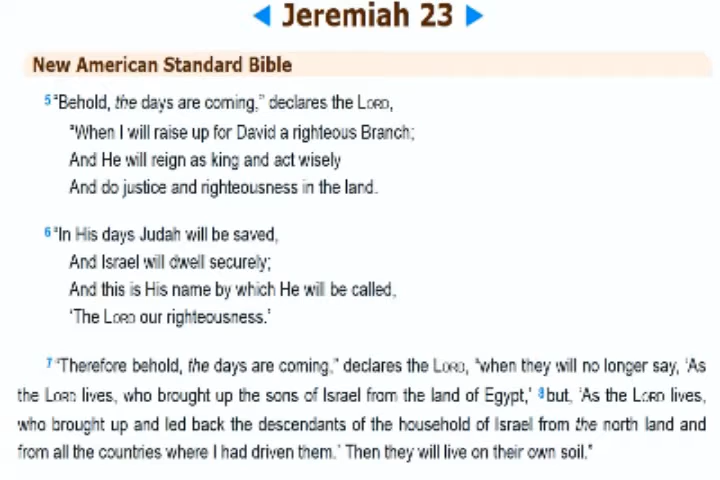 ◄ Jeremiah 23 ►
New American Standard Bible
5 "Behold, the days are coming," declares the LORD,
"When I will raise up for David a righteous Branch;
And He will reign as king and act wisely
And do justice and righteousness in the land.
6 "In His days Judah will be saved,
And Israel will dwell securely;
And this is His name by which He will be called,
'The LORD our righteousness.'
7 "Therefore behold, the days are coming," declares the LORD, "when they will no longer say, 'As
the LORD lives, who brought up the sons of Israel from the land of Egypt,' 8 but, 'As the LORD lives,
who brought up and led back the descendants of the household of Israel from the north land and
from all the countries where I had driven them.' Then they will live on their own soil."